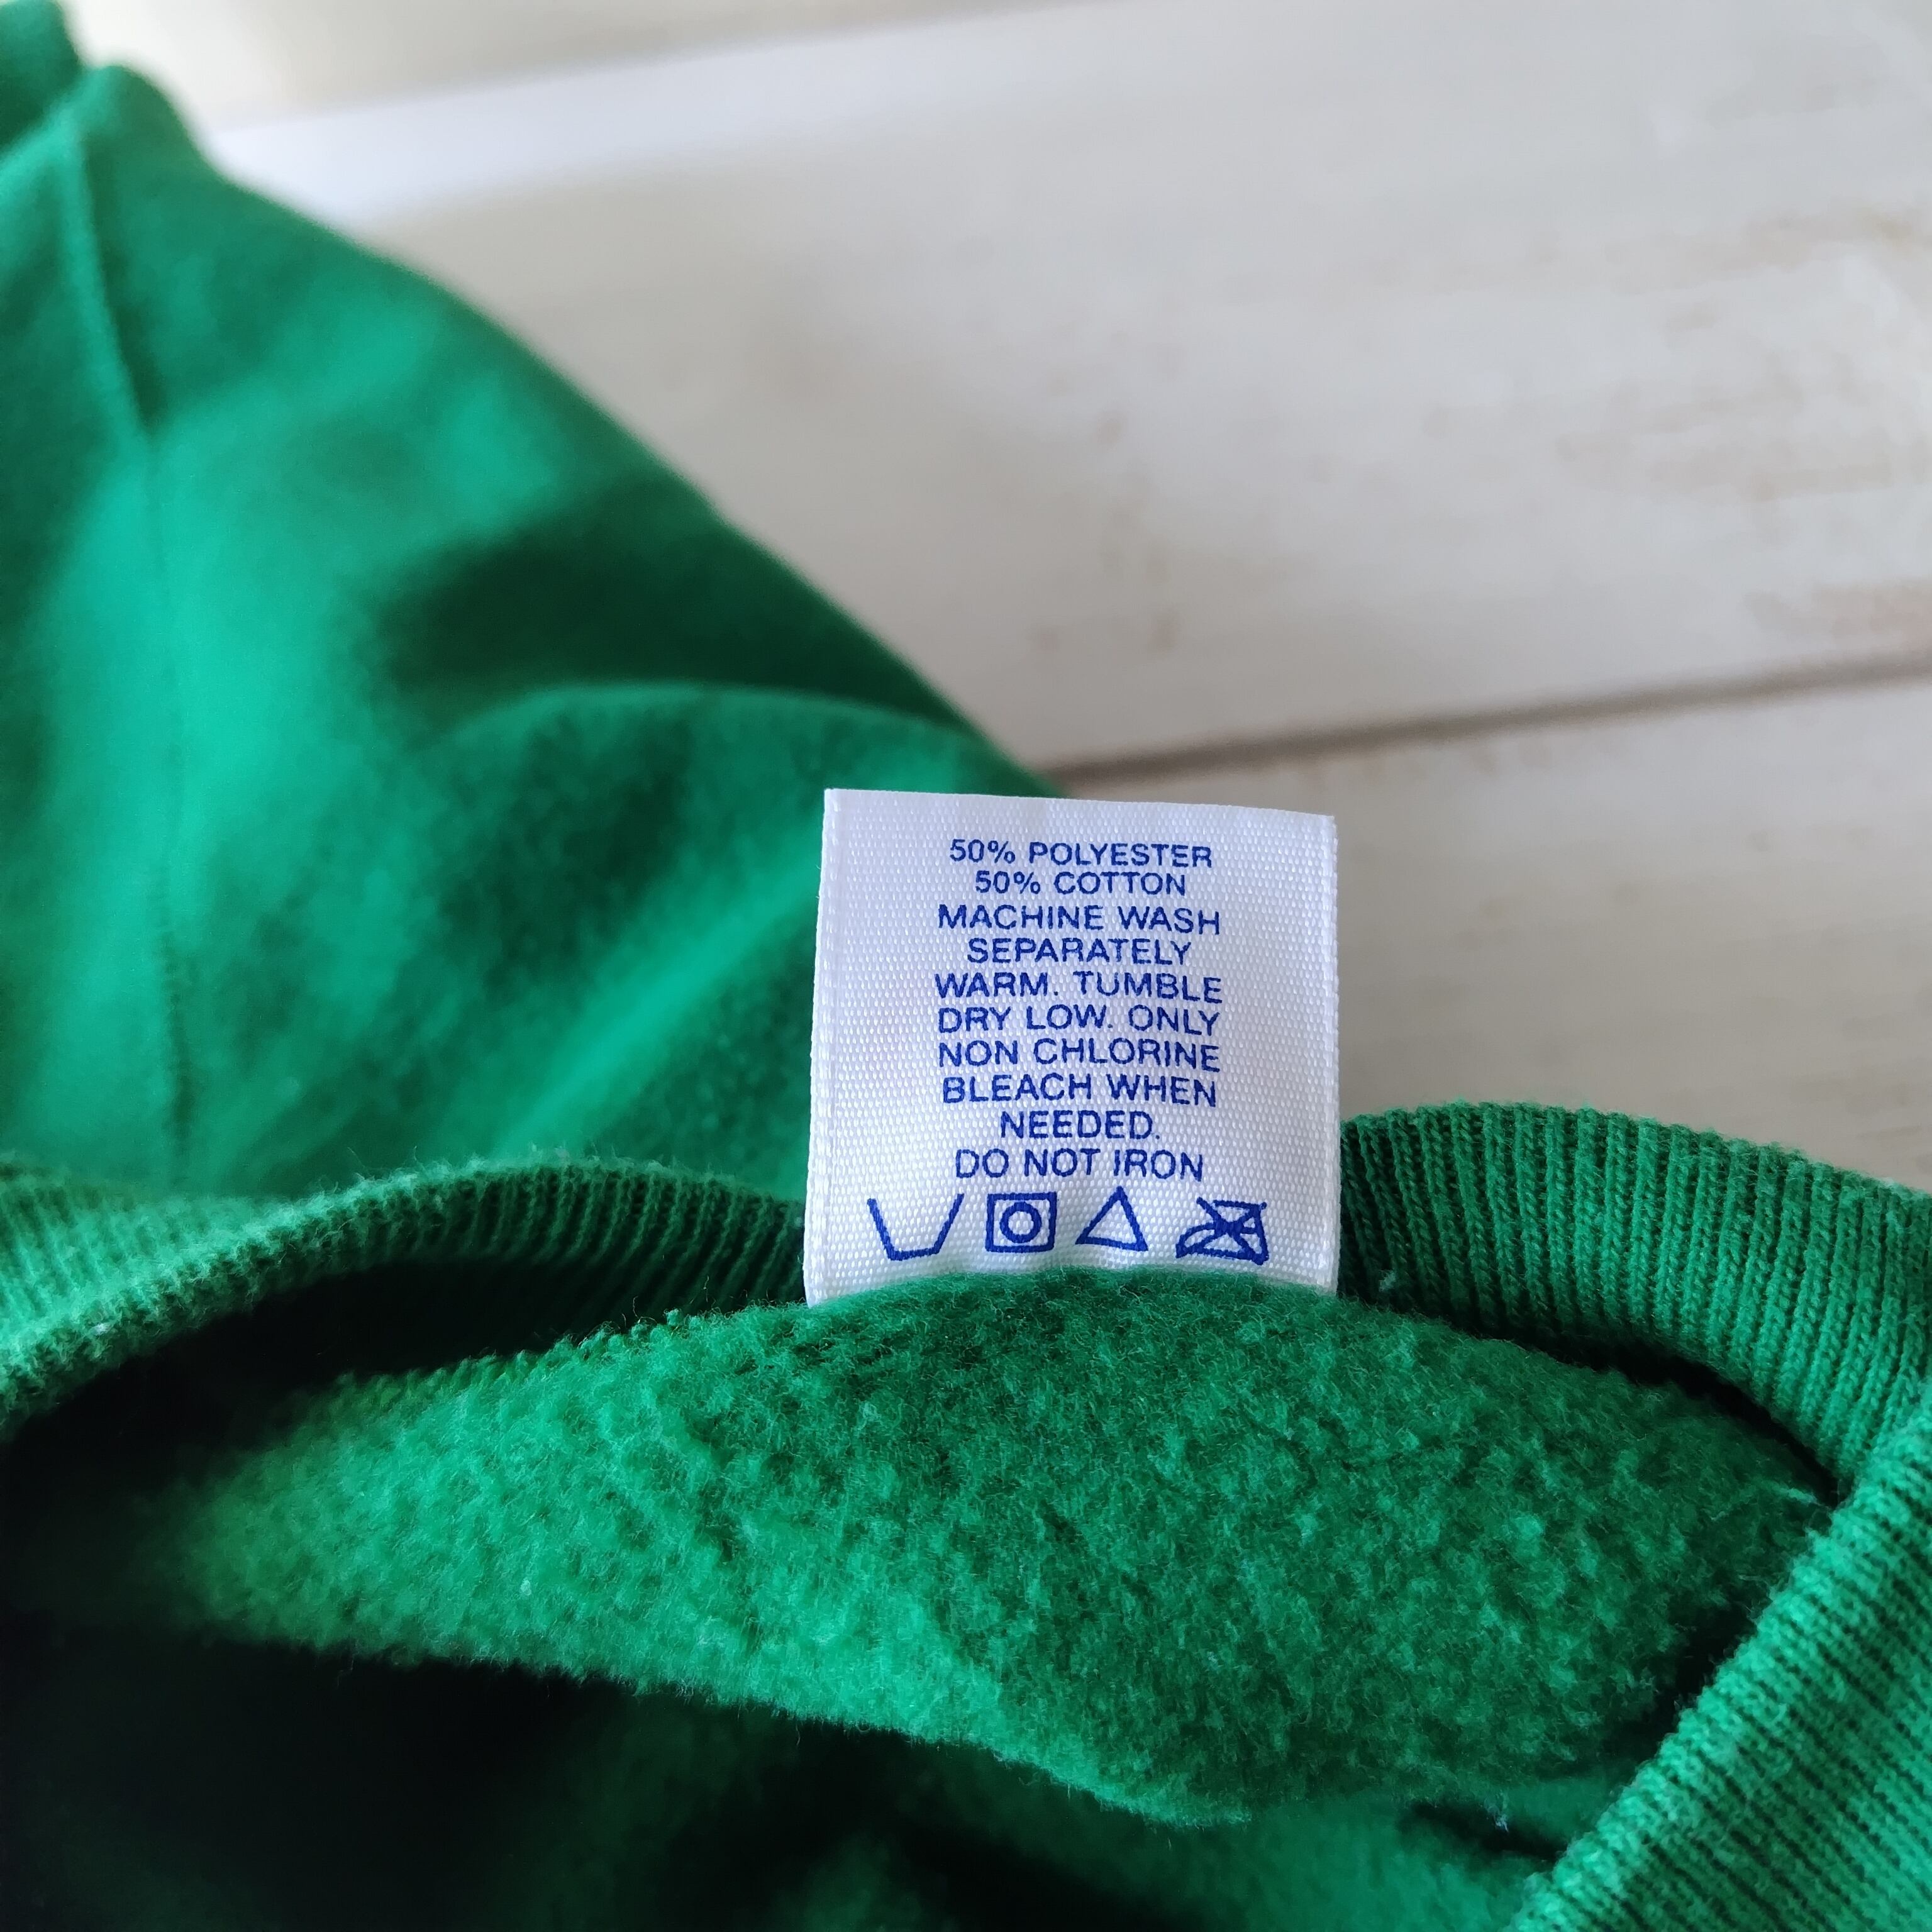 50% POLYESTER
50% COTTON
MACHINE WASH
SEPARATELY
WARM. TUMBLE
DRY LOW. ONLY
NON CHLORINE
BLEACH WHEN
NEEDED.
DO NOT IRON